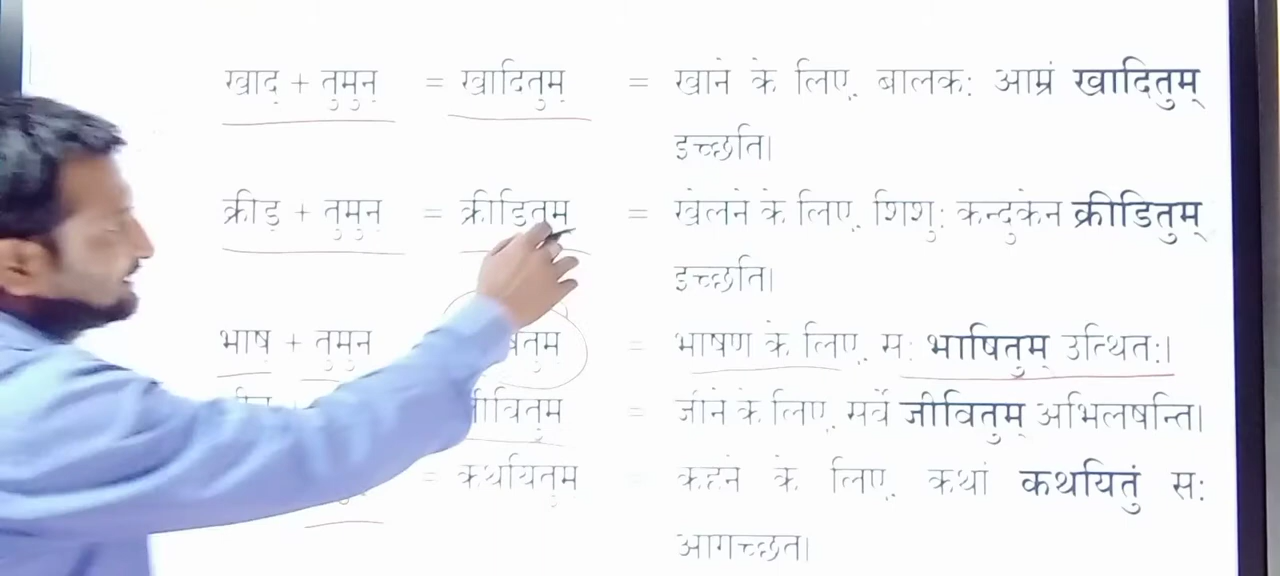 खाद् + तुमुन् = खादितुम् = खाने के लिए, बालक: आम्रं खादितुम्
इच्छति।
क्रीड् + तुमुन् = क्रीडितुम् = खेलने के लिए, शिशु: कन्दुकेन क्रीडितुम्
इच्छति।
भाष् + तुमुन् = भाषण के लिए, स: भाषितुम् उत्थित:।
= जीने के लिए, सर्वे जीवितुम् अभिलषन्ति।
= कथयितुम् = कहने के लिए, कथां कथयितुं स:
आगच्छत।